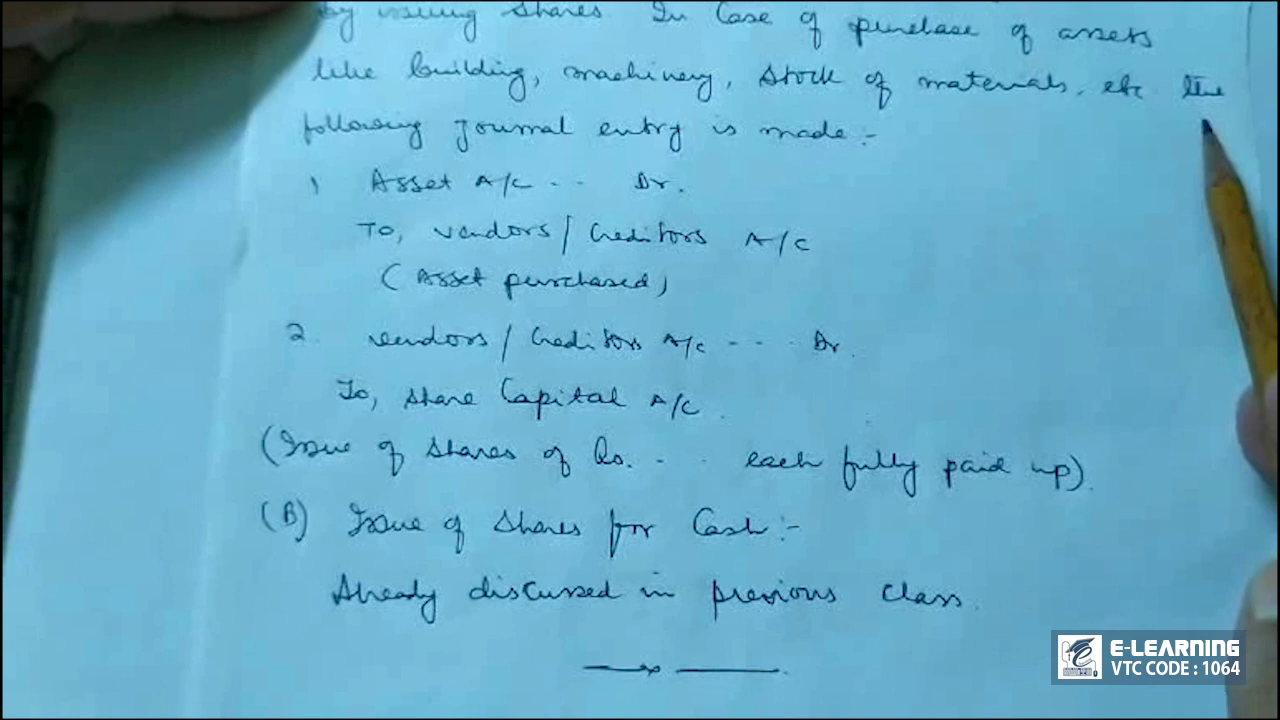 by issuing shares. In Case of purchase of assets
like building, machinery, Stock of materials, etc the
following Journal entry is made :-
1 Asset A/C -- Dr.
To, vendors / Creditors A/C
( Asset purchased )
2. vendors / Creditors A/C --- Dr.
To, Share Capital A/C.
(Issue of shares of Rs. - - each fully paid up).
(B) Issue of Shares for Cash :-
Already discussed in previous class.
E-LEARNING
VTC CODE : 1064